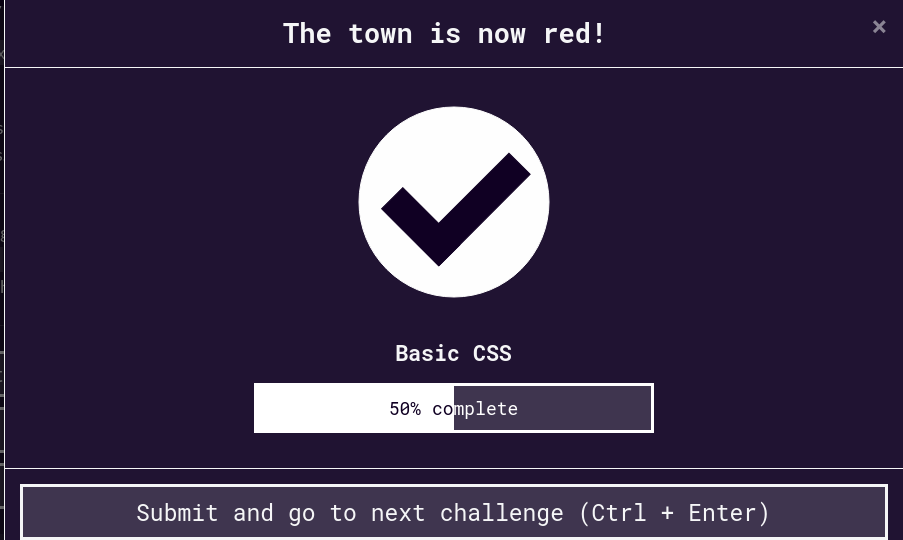 The town is now red!
×
Basic CSS
50% complete
Submit and go to next challenge (Ctrl + Enter)